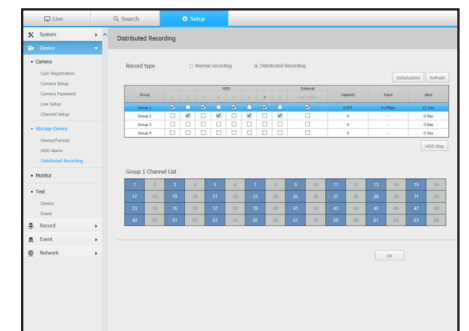 Live
Search
Setup
System
Device
Camera
Cam Registration
Camera Setup
Camera Password
Live Setup
Channel Setup
Storage Device
Device/Format
HDD Alarm
Distributed Recording
Monitor
Text
Device
Event
Record
Event
Network
Distributed Recording
Record type
Normal recording
Distributed Recording
Initialization Refresh
Group HDD External Capacity Input Max
Group 1
Group 2 0 - 0 Day
Group 3 0 - 0 Day
Group 4 0 - 0 Day
HDD Map
Group 1 Channel List
1 2 3 4 5 6 7 8 9 10 11 12 13 14 15 16
17 18 19 20 21 22 23 24 25 26 27 28 29 30 31 32
33 34 35 36 37 38 39 40 41 42 43 44 45 46 47 48
49 50 51 52 53 54 55 56 57 58 59 60 61 62 63 64
OK